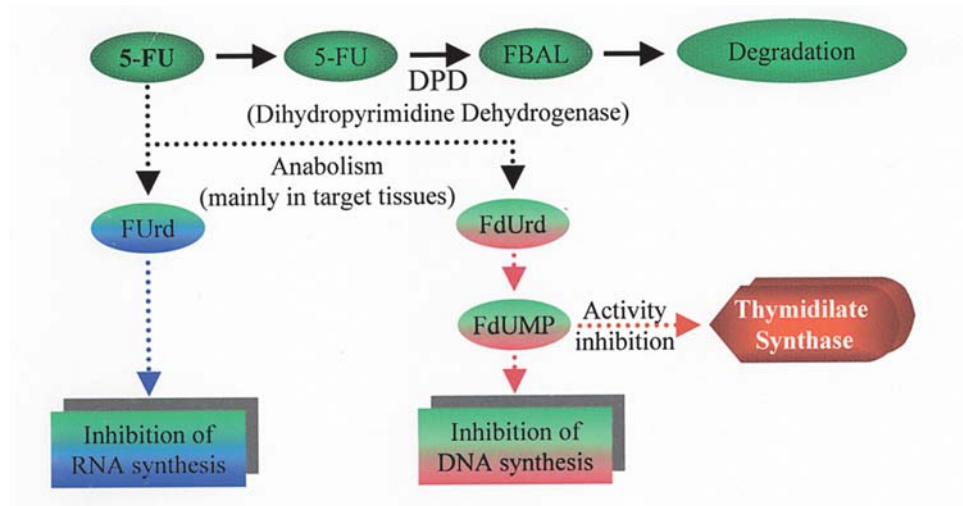 5-FU
5-FU
FBAL
Degradation
DPD
(Dihydropyrimidine Dehydrogenase)
Anabolism
(mainly in target tissues)
FUrd
FdUrd
FdUMP
Activity
inhibition
Thymidilate
Synthase
Inhibition of
RNA synthesis
Inhibition of
DNA synthesis